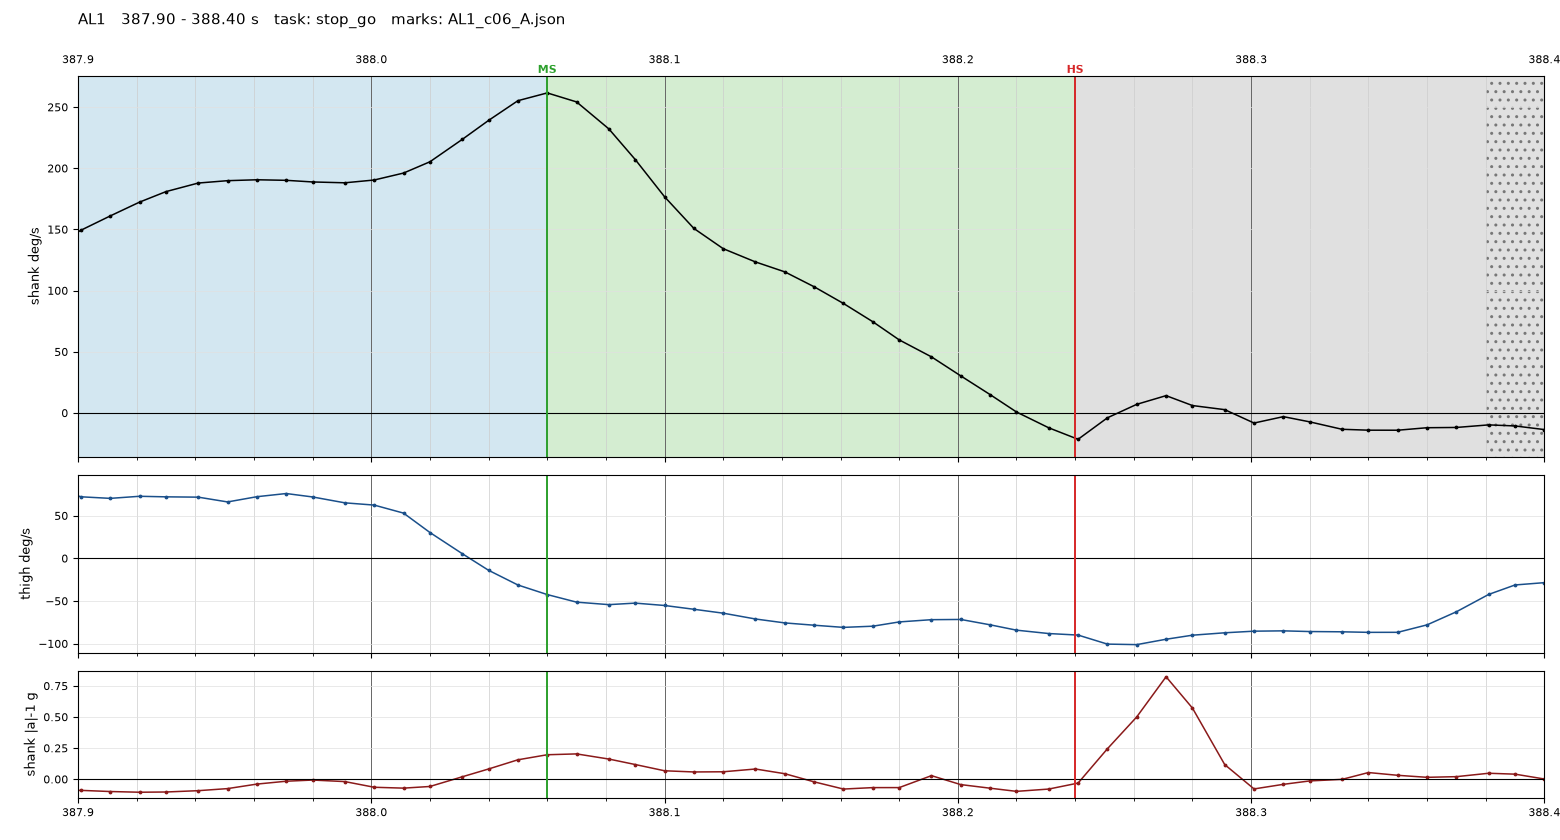 AL1   387.90 - 388.40 s   task: stop_go   marks: AL1_c06_A.json
387.9 388.0 388.1 388.2 388.3 388.4
MS HS
shank deg/s
250
200
150
100
50
0
thigh deg/s
50
0
−50
−100
shank |a|-1 g
0.75
0.50
0.25
0.00
387.9 388.0 388.1 388.2 388.3 388.4